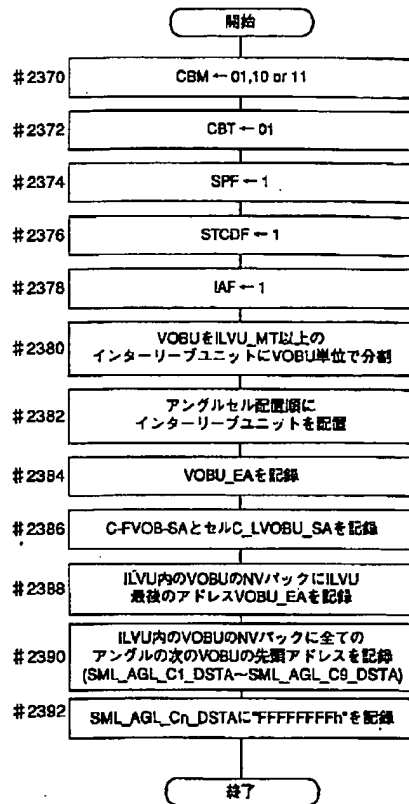 開始
#2370
CBM ← 01,10 or 11
#2372
CBT ← 01
#2374
SPF ← 1
#2376
STCDF ← 1
#2378
IAF ← 1
#2380
VOBUをILVU_MT以上の
インターリーブユニットにVOBU単位で分割
#2382
アングルセル配置順に
インターリーブユニットを配置
#2384
VOBU_EAを記録
#2386
C-FVOB-SAとセルC_LVOBU_SAを記録
#2388
ILVU内のVOBUのNVパックにILVU
最後のアドレスVOBU_EAを記録
#2390
ILVU内のVOBUのNVパックに全ての
アングルの次のVOBUの先頭アドレスを記録
(SML_AGL_C1_DSTA~SML_AGL_C9_DSTA)
#2392
SML_AGL_Cn_DSTAに"FFFFFFFFh"を記録
終了